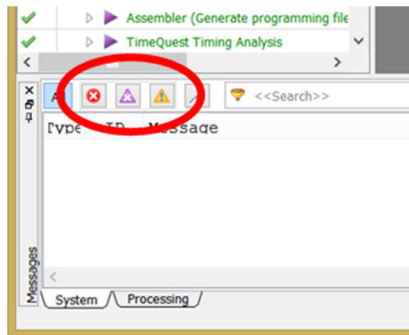 Assembler (Generate programming file
TimeQuest Timing Analysis
<<Search>>
Type ID Message
Messages
System
Processing